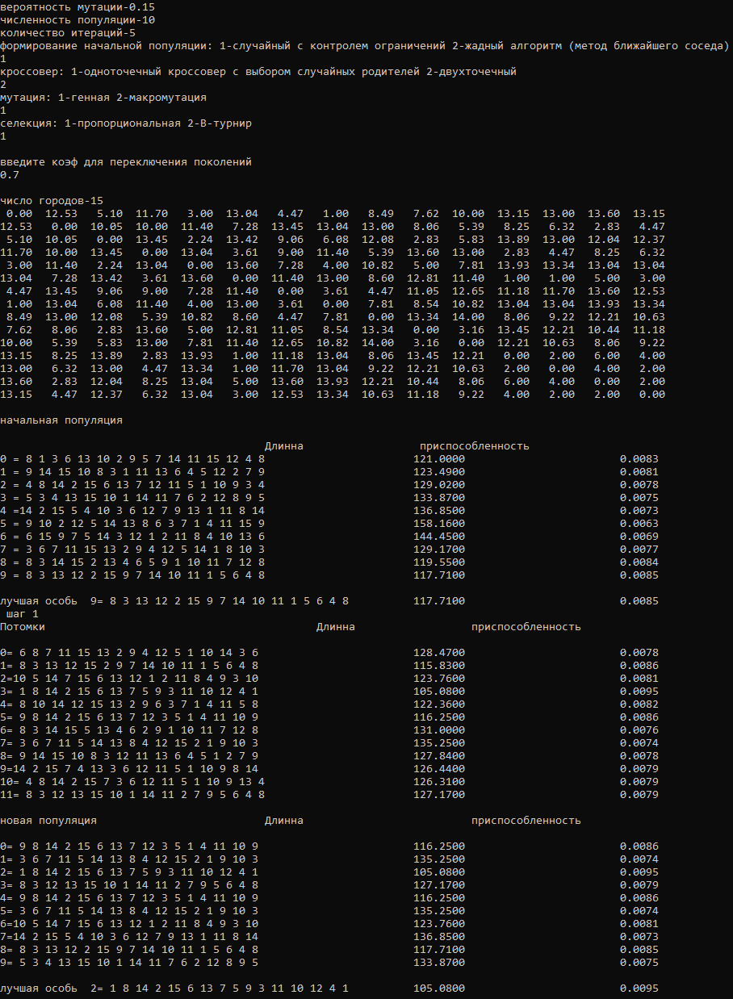 вероятность мутации-0.15
численность популяции-10
количество итераций-5
формирование начальной популяции: 1-случайный с контролем ограничений 2-жадный алгоритм (метод ближайшего соседа)
1
кроссовер: 1-одноточечный кроссовер с выбором случайных родителей 2-двухточечный
2
мутация: 1-генная 2-макромутация
1
селекция: 1-пропорциональная 2-В-турнир
1
введите коэф для переключения поколений
0.7
число городов-15
0.00 12.53 5.10 11.70 3.00 13.04 4.47 1.00 8.49 7.62 10.00 13.15 13.00 13.60 13.15
12.53 0.00 10.05 10.00 11.40 7.28 13.45 13.04 13.00 8.06 5.39 8.25 6.32 2.83 4.47
5.10 10.05 0.00 13.45 2.24 13.42 9.06 6.08 12.08 2.83 5.83 13.89 13.00 12.04 12.37
11.70 10.00 13.45 0.00 13.04 3.61 9.00 11.40 5.39 13.60 13.00 2.83 4.47 8.25 6.32
3.00 11.40 2.24 13.04 0.00 13.60 7.28 4.00 10.82 5.00 7.81 13.93 13.34 13.04 13.04
13.04 7.28 13.42 3.61 13.60 0.00 11.40 13.00 8.60 12.81 11.40 1.00 1.00 5.00 3.00
4.47 13.45 9.06 9.00 7.28 11.40 0.00 3.61 4.47 11.05 12.65 11.18 11.70 13.60 12.53
1.00 13.04 6.08 11.40 4.00 13.00 3.61 0.00 7.81 8.54 10.82 13.04 13.04 13.93 13.34
8.49 13.00 12.08 5.39 10.82 8.60 4.47 7.81 0.00 13.34 14.00 8.06 9.22 12.21 10.63
7.62 8.06 2.83 13.60 5.00 12.81 11.05 8.54 13.34 0.00 3.16 13.45 12.21 10.44 11.18
10.00 5.39 5.83 13.00 7.81 11.40 12.65 10.82 14.00 3.16 0.00 12.21 10.63 8.06 9.22
13.15 8.25 13.89 2.83 13.93 1.00 11.18 13.04 8.06 13.45 12.21 0.00 2.00 6.00 4.00
13.00 6.32 13.00 4.47 13.34 1.00 11.70 13.04 9.22 12.21 10.63 2.00 0.00 4.00 2.00
13.60 2.83 12.04 8.25 13.04 5.00 13.60 13.93 12.21 10.44 8.06 6.00 4.00 0.00 2.00
13.15 4.47 12.37 6.32 13.04 3.00 12.53 13.34 10.63 11.18 9.22 4.00 2.00 2.00 0.00
начальная популяция
Длинна приспособленность
0 = 8 1 3 6 13 10 2 9 5 7 14 11 15 12 4 8 121.0000 0.0083
1 = 9 14 15 10 8 3 1 11 13 6 4 5 12 2 7 9 123.4900 0.0081
2 = 4 8 14 2 15 6 13 7 12 11 5 1 10 9 3 4 129.0200 0.0078
3 = 5 3 4 13 15 10 1 14 11 7 6 2 12 8 9 5 133.8700 0.0075
4 =14 2 15 5 4 10 3 6 12 7 9 13 1 11 8 14 136.8500 0.0073
5 = 9 10 2 12 5 14 13 8 6 3 7 1 4 11 15 9 158.1600 0.0063
6 = 6 15 9 7 5 14 3 12 1 2 11 8 4 10 13 6 144.4500 0.0069
7 = 3 6 7 11 15 13 2 9 4 12 5 14 1 8 10 3 129.1700 0.0077
8 = 8 3 14 15 2 13 4 6 5 9 1 10 11 7 12 8 119.5500 0.0084
9 = 8 3 13 12 2 15 9 7 14 10 11 1 5 6 4 8 117.7100 0.0085
лучшая особь 9= 8 3 13 12 2 15 9 7 14 10 11 1 5 6 4 8 117.7100 0.0085
шаг 1
Потомки Длинна приспособленность
0= 6 8 7 11 15 13 2 9 4 12 5 1 10 14 3 6 128.4700 0.0078
1= 8 3 13 12 15 2 9 7 14 10 11 1 5 6 4 8 115.8300 0.0086
2=10 5 14 7 15 6 13 12 1 2 11 8 4 9 3 10 123.7600 0.0081
3= 1 8 14 2 15 6 13 7 5 9 3 11 10 12 4 1 105.0800 0.0095
4= 8 10 14 12 15 13 2 9 6 3 7 1 4 11 5 8 122.3600 0.0082
5= 9 8 14 2 15 6 13 7 12 3 5 1 4 11 10 9 116.2500 0.0086
6= 8 3 14 15 5 13 4 6 2 9 1 10 11 7 12 8 131.0000 0.0076
7= 3 6 7 11 5 14 13 8 4 12 15 2 1 9 10 3 135.2500 0.0074
8= 9 14 15 10 8 3 12 11 13 6 4 5 1 2 7 9 127.8400 0.0078
9=14 2 15 7 4 13 3 6 12 11 5 1 10 9 8 14 126.4400 0.0079
10= 4 8 14 2 15 7 3 6 12 11 5 1 10 9 13 4 126.3100 0.0079
11= 8 3 12 13 15 10 1 14 11 2 7 9 5 6 4 8 127.1700 0.0079
новая популяция Длинна приспособленность
0= 9 8 14 2 15 6 13 7 12 3 5 1 4 11 10 9 116.2500 0.0086
1= 3 6 7 11 5 14 13 8 4 12 15 2 1 9 10 3 135.2500 0.0074
2= 1 8 14 2 15 6 13 7 5 9 3 11 10 12 4 1 105.0800 0.0095
3= 8 3 12 13 15 10 1 14 11 2 7 9 5 6 4 8 127.1700 0.0079
4= 9 8 14 2 15 6 13 7 12 3 5 1 4 11 10 9 116.2500 0.0086
5= 3 6 7 11 5 14 13 8 4 12 15 2 1 9 10 3 135.2500 0.0074
6=10 5 14 7 15 6 13 12 1 2 11 8 4 9 3 10 123.7600 0.0081
7=14 2 15 5 4 10 3 6 12 7 9 13 1 11 8 14 136.8500 0.0073
8= 8 3 13 12 2 15 9 7 14 10 11 1 5 6 4 8 117.7100 0.0085
9= 5 3 4 13 15 10 1 14 11 7 6 2 12 8 9 5 133.8700 0.0075
лучшая особь 2= 1 8 14 2 15 6 13 7 5 9 3 11 10 12 4 1 105.0800 0.0095